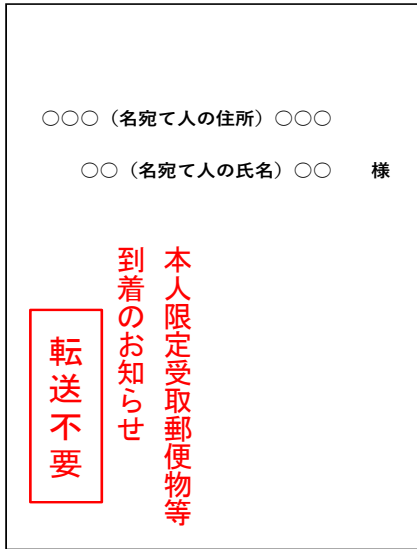 ○○○（名宛て人の住所）○○○
○○（名宛て人の氏名）○○　様
本人限定受取郵便物等
到着のお知らせ
転送不要